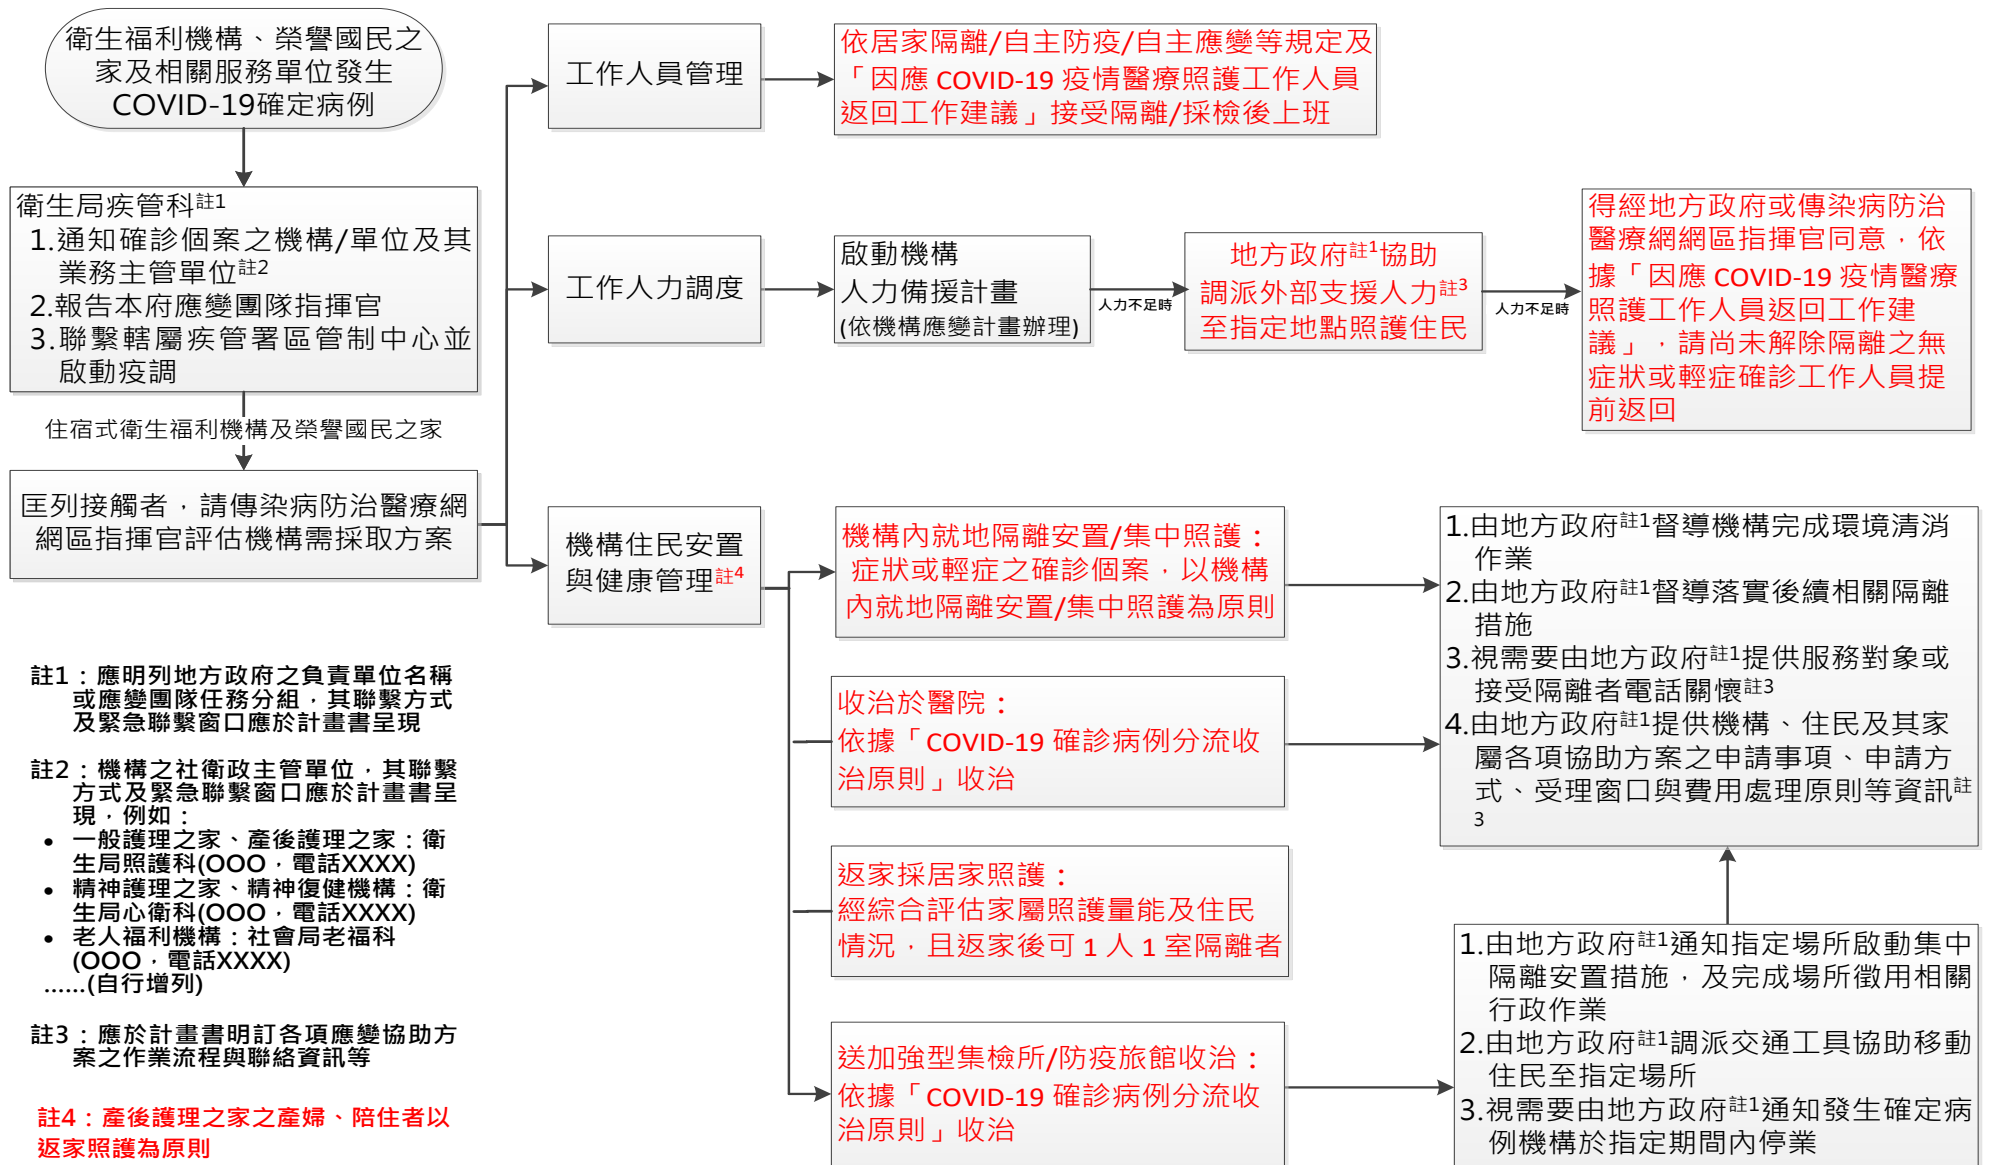 衛生福利機構、榮譽國民之
家及相關服務單位發生
COVID-19確定病例
衛生局疾管科註1
1.通知確診個案之機構/單位及其
業務主管單位註2
2.報告本府應變團隊指揮官
3.聯繫轄屬疾管署區管制中心並
啟動疫調
住宿式衛生福利機構及榮譽國民之家
匡列接觸者，請傳染病防治醫療網
網區指揮官評估機構需採取方案
工作人員管理
依居家隔離/自主防疫/自主應變等規定及
「因應 COVID-19 疫情醫療照護工作人員
返回工作建議」接受隔離/採檢後上班
工作人力調度
啟動機構
人力備援計畫
(依機構應變計畫辦理)
人力不足時
地方政府註1協助
調派外部支援人力註3
至指定地點照護住民
人力不足時
得經地方政府或傳染病防治
醫療網網區指揮官同意，依
據「因應 COVID-19 疫情醫療
照護工作人員返回工作建
議」，請尚未解除隔離之無
症狀或輕症確診工作人員提
前返回
機構住民安置
與健康管理註4
機構內就地隔離安置/集中照護：
症狀或輕症之確診個案，以機構
內就地隔離安置/集中照護為原則
收治於醫院：
依據「COVID-19 確診病例分流收
治原則」收治
返家採居家照護：
經綜合評估家屬照護量能及住民
情況，且返家後可 1 人 1 室隔離者
送加強型集檢所/防疫旅館收治：
依據「COVID-19 確診病例分流收
治原則」收治
1.由地方政府註1督導機構完成環境清消
作業
2.由地方政府註1督導落實後續相關隔離
措施
3.視需要由地方政府註1提供服務對象或
接受隔離者電話關懷註3
4.由地方政府註1提供機構、住民及其家
屬各項協助方案之申請事項、申請方
式、受理窗口與費用處理原則等資訊註
3
1.由地方政府註1通知指定場所啟動集中
隔離安置措施，及完成場所徵用相關
行政作業
2.由地方政府註1調派交通工具協助移動
住民至指定場所
3.視需要由地方政府註1通知發生確定病
例機構於指定期間內停業
註1：應明列地方政府之負責單位名稱
或應變團隊任務分組，其聯繫方式
及緊急聯繫窗口應於計畫書呈現
註2：機構之社衛政主管單位，其聯繫
方式及緊急聯繫窗口應於計畫書呈
現，例如：
• 一般護理之家、產後護理之家：衛
生局照護科(OOO，電話XXXX)
• 精神護理之家、精神復健機構：衛
生局心衛科(OOO，電話XXXX)
• 老人福利機構：社會局老福科
(OOO，電話XXXX)
......(自行增列)
註3：應於計畫書明訂各項應變協助方
案之作業流程與聯絡資訊等
註4：產後護理之家之產婦、陪住者以
返家照護為原則